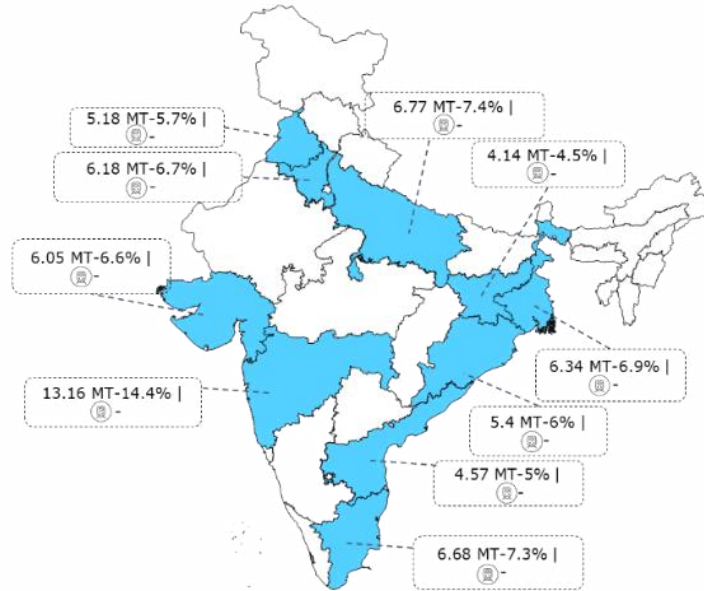 6.77 MT-7.4% |
-
5.18 MT-5.7% |
-
4.14 MT-4.5% |
-
6.18 MT-6.7% |
-
6.05 MT-6.6% |
-
6.34 MT-6.9% |
-
13.16 MT-14.4% |
-
5.4 MT-6% |
-
4.57 MT-5% |
-
6.68 MT-7.3% |
-